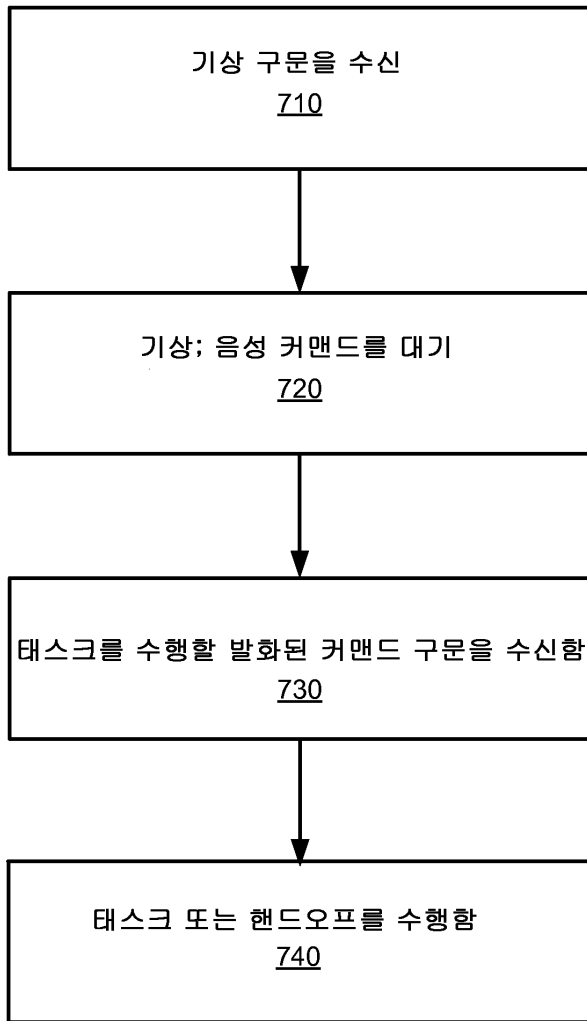 기상 구문을 수신
710
기상; 음성 커맨드를 대기
720
태스크를 수행할 발화된 커맨드 구문을 수신함
730
태스크 또는 핸드오프를 수행함
740